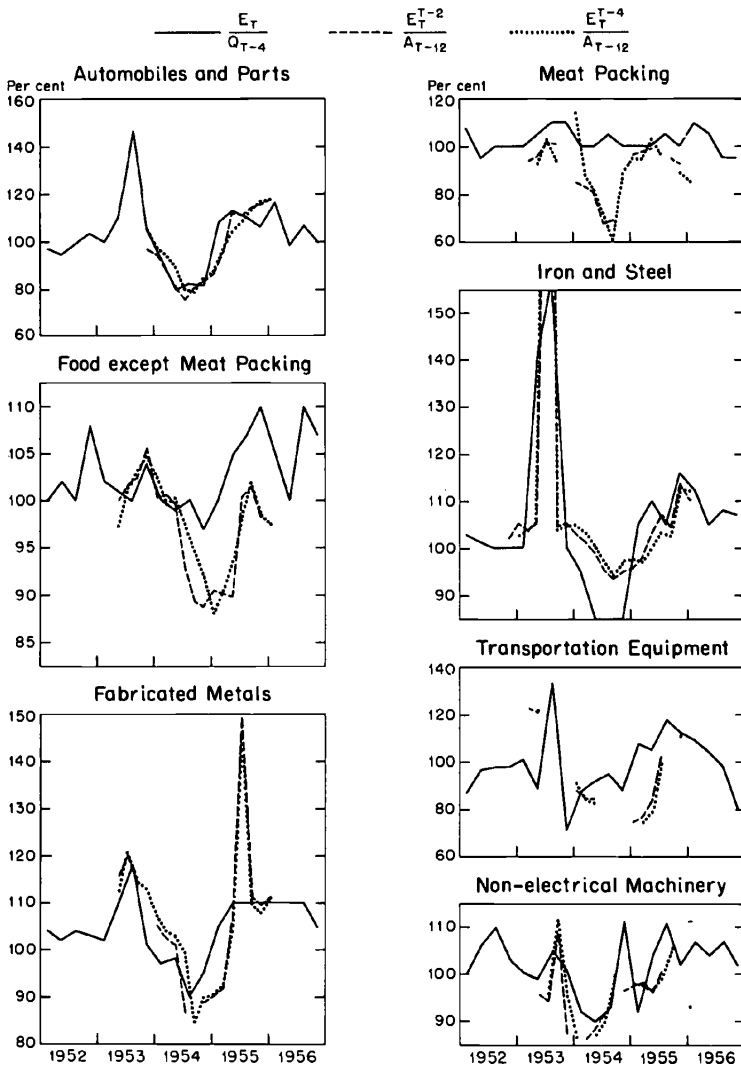 E_T / Q_{T-4}
E_T^{T-2} / A_{T-12}
E_T^{T-4} / A_{T-12}
Automobiles and Parts
Per cent
160
140
120
100
80
60
Food except Meat Packing
110
105
100
95
90
85
Fabricated Metals
150
140
130
120
110
100
90
80
1952 1953 1954 1955 1956
Meat Packing
Per cent
120
100
80
60
Iron and Steel
150
140
130
120
110
100
90
Transportation Equipment
140
120
100
80
60
Non-electrical Machinery
110
100
90
85
1952 1953 1954 1955 1956